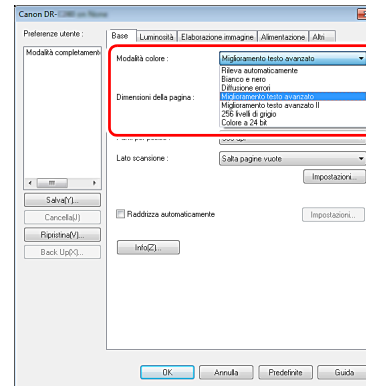 Canon DR-
Preferenze utente :
Modalità completament
Salva(Y)...
Cancella(J)
Ripristina(V)...
Back Up(X)...
Base Luminosità Elaborazione immagine Alimentazione Altri
Modalità colore : Miglioramento testo avanzato
Rileva automaticamente
Bianco e nero
Diffusione errori
Miglioramento testo avanzato
Miglioramento testo avanzato II
256 livelli di grigio
Colore a 24 bit
Dimensioni della pagina :
Lato scansione : Salta pagine vuote
Impostazioni...
Raddrizza automaticamente Impostazioni...
Info(Z)...
OK Annulla Predefinite Guida